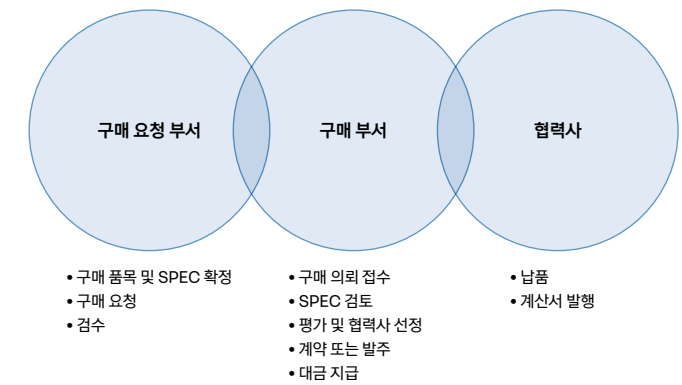 구매 요청 부서
구매 부서
협력사
• 구매 품목 및 SPEC 확정
• 구매 요청
• 검수
• 구매 의뢰 접수
• SPEC 검토
• 평가 및 협력사 선정
• 계약 또는 발주
• 대금 지급
• 납품
• 계산서 발행